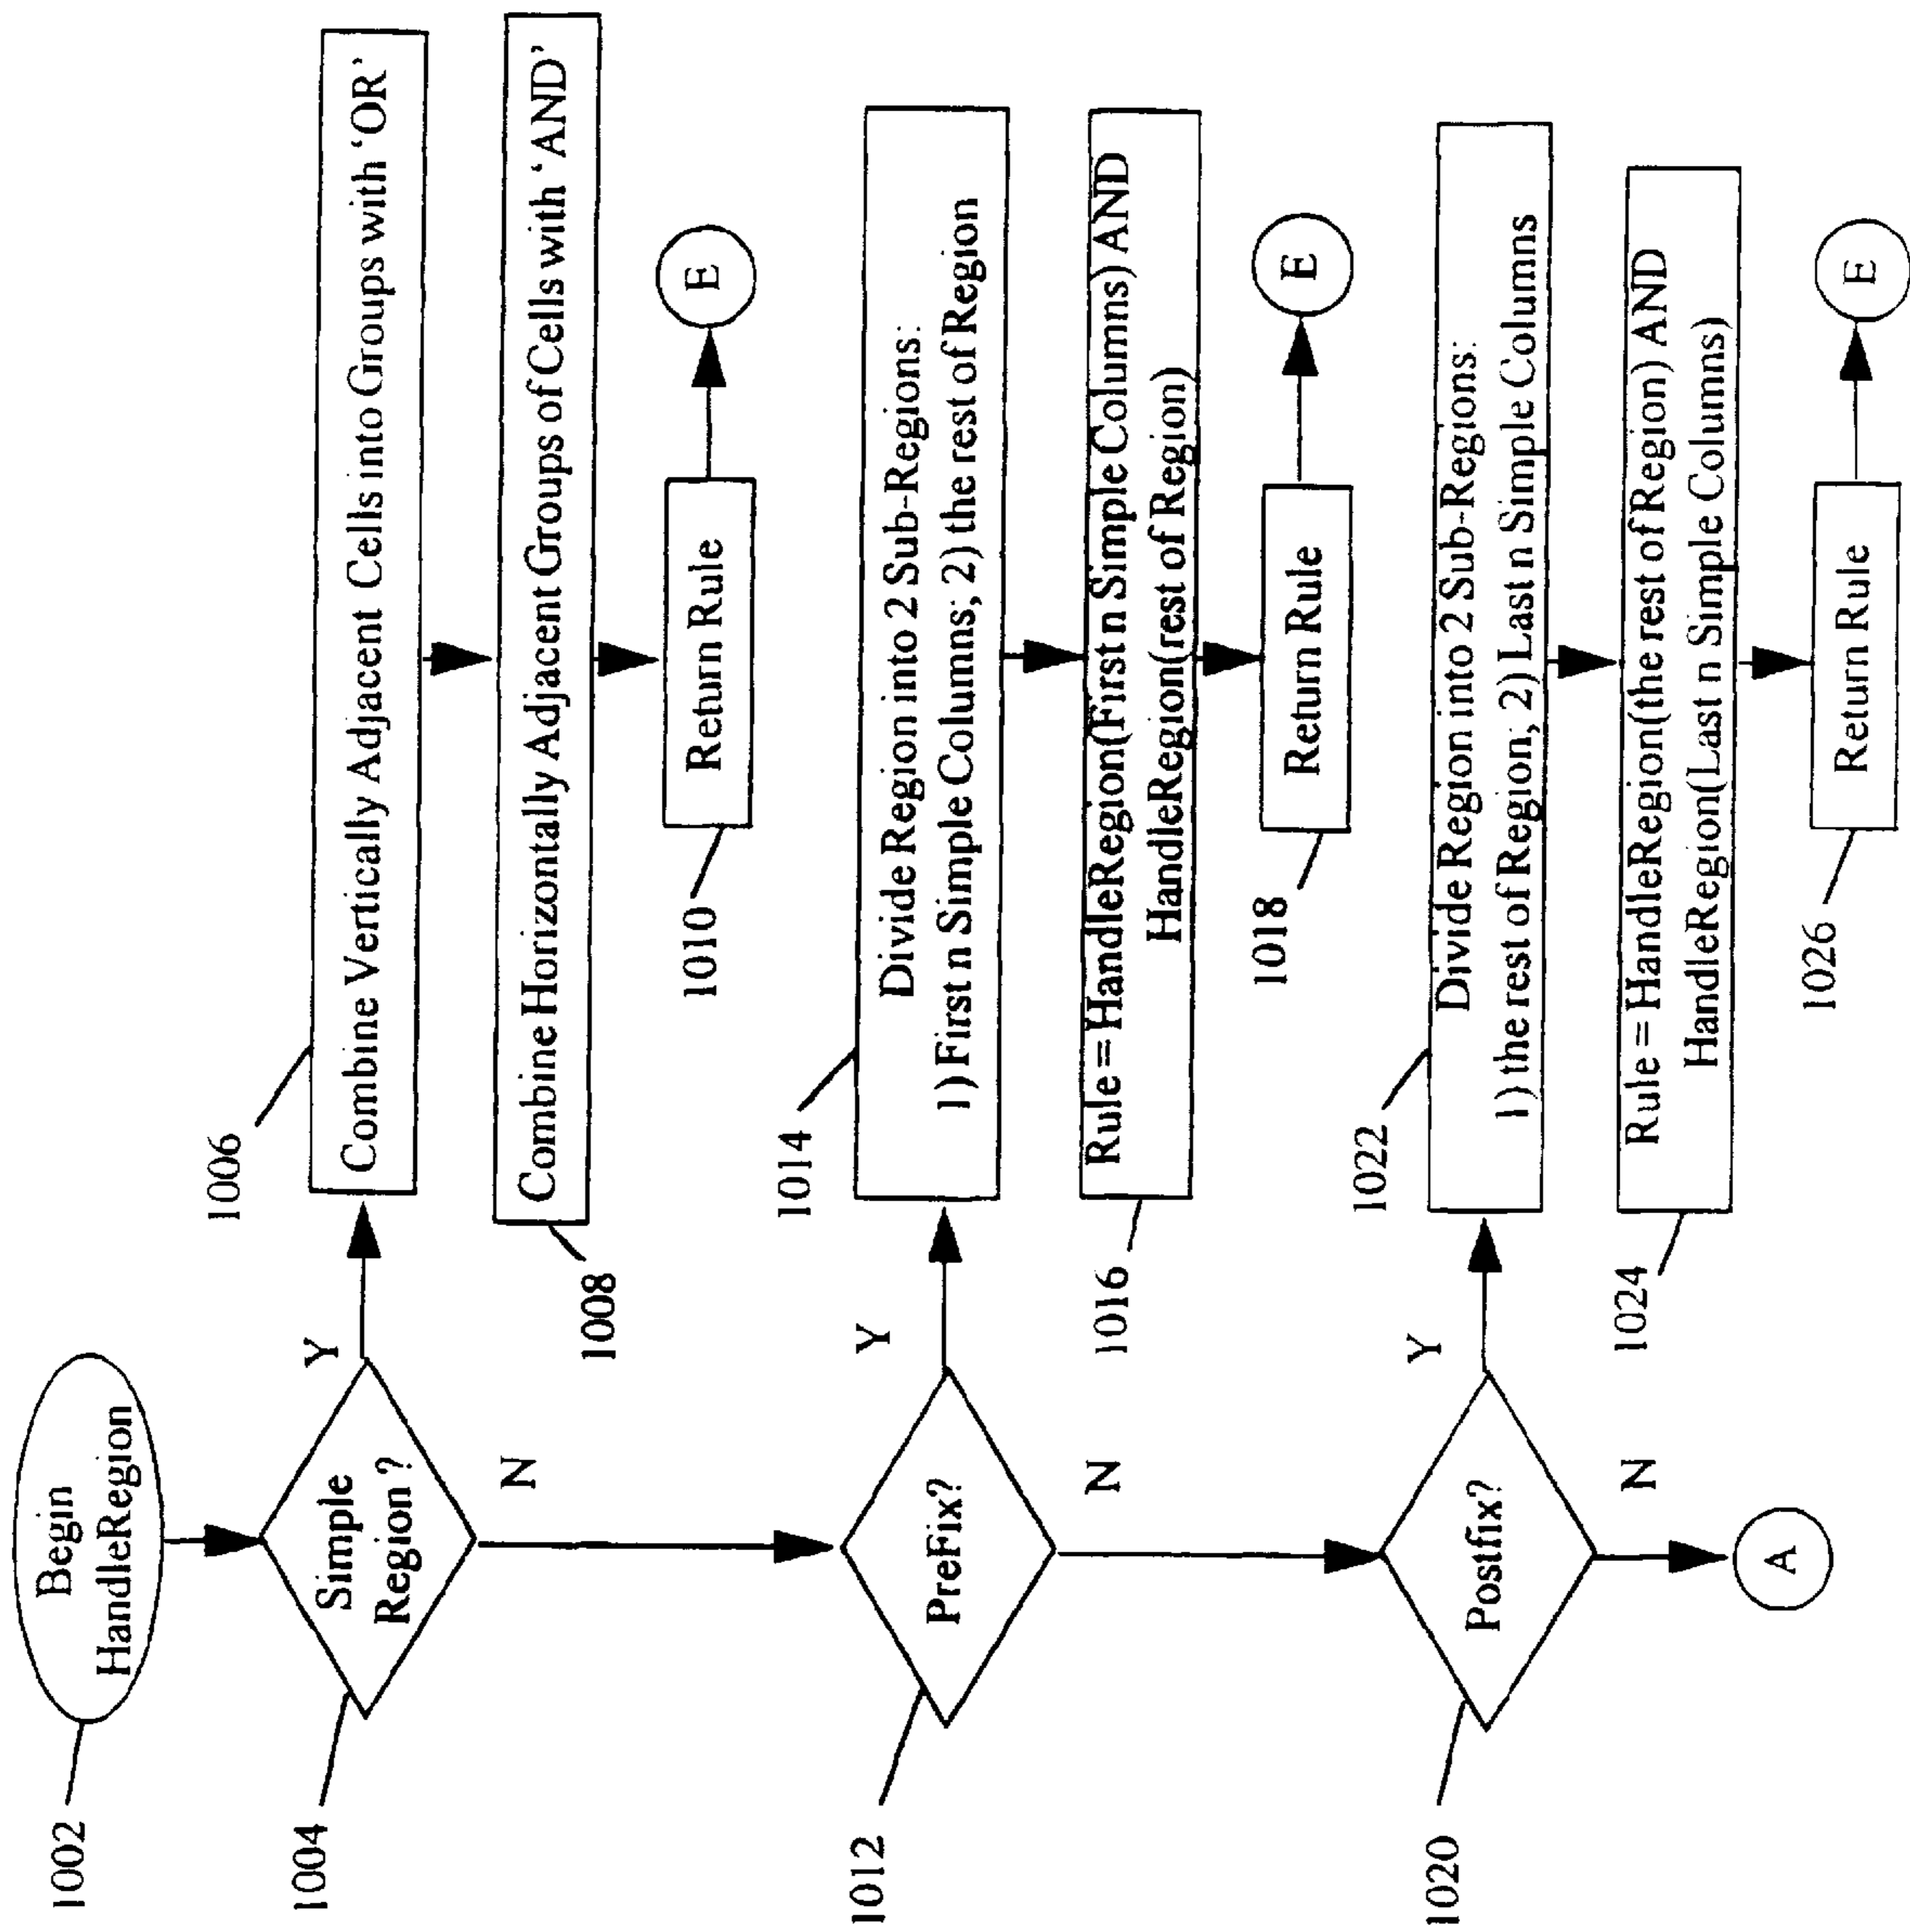 1002
Begin
HandleRegion
1004
Simple
Region?
Y
N
1006
Combine Vertically Adjacent Cells into Groups with 'OR'
1008
Combine Horizontally Adjacent Groups of Cells with 'AND'
1010
Return Rule
E
1012
PreFix?
Y
N
1014
Divide Region into 2 Sub-Regions:
1) First n Simple Columns; 2) the rest of Region
1016
Rule = HandleRegion(First n Simple Columns) AND
HandleRegion(rest of Region)
1018
Return Rule
E
1020
Postfix?
Y
N
1022
Divide Region into 2 Sub-Regions:
1) the rest of Region; 2) Last n Simple Columns
1024
Rule = HandleRegion(the rest of Region) AND
HandleRegion(Last n Simple Columns)
1026
Return Rule
E
A